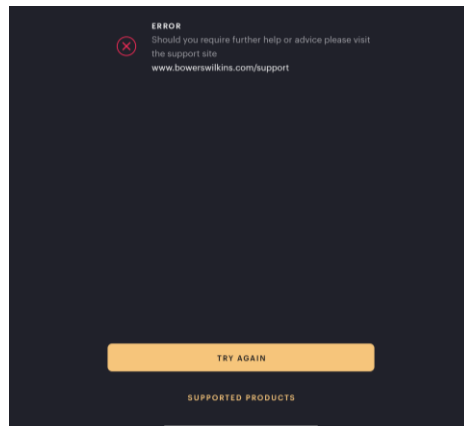 ERROR
Should you require further help or advice please visit
the support site
www.bowerswilkins.com/support
TRY AGAIN
SUPPORTED PRODUCTS